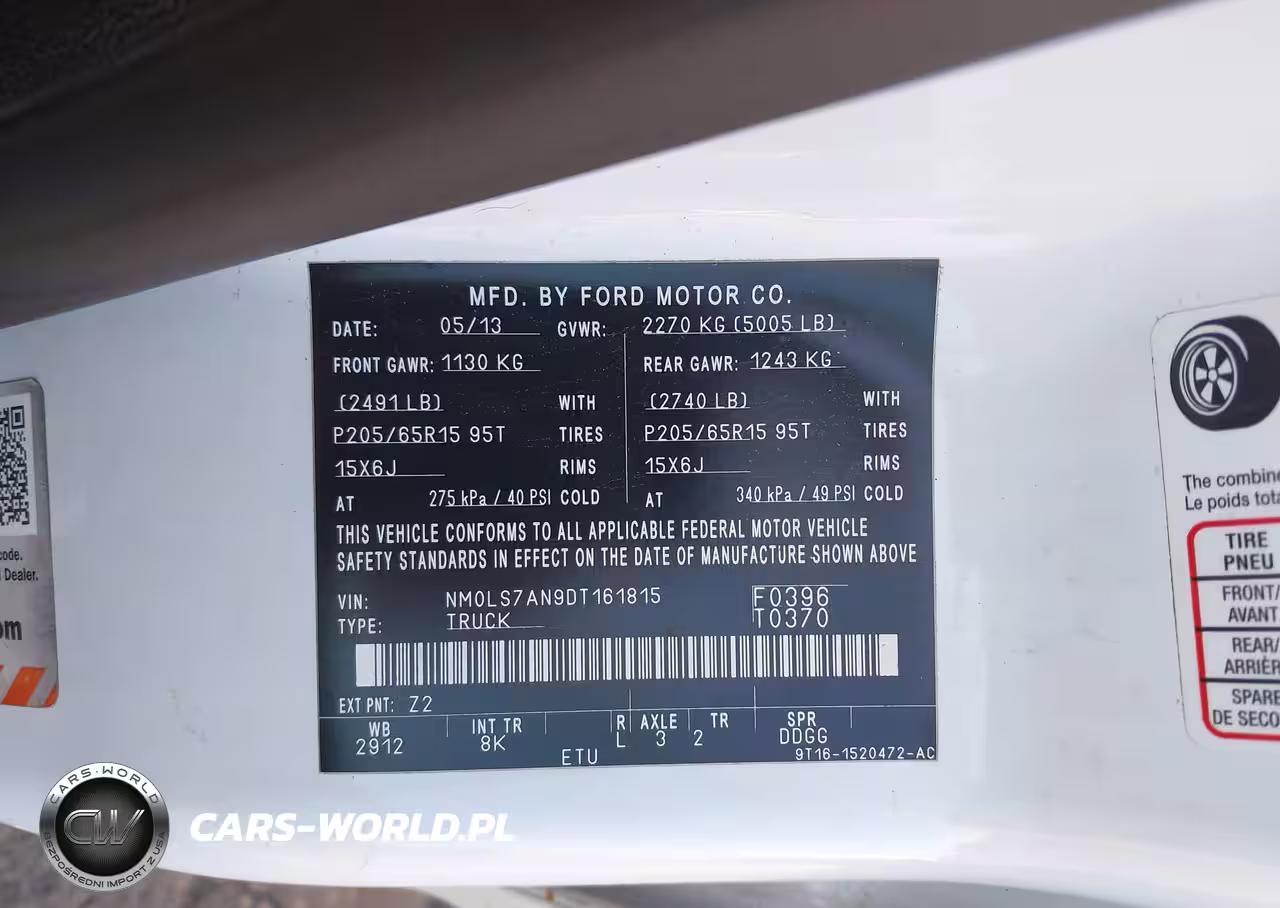 MFD. BY FORD MOTOR CO.
DATE: 05/13 GVWR: 2270 KG (5005 LB)
FRONT GAWR: 1130 KG REAR GAWR: 1243 KG
(2491 LB) WITH (2740 LB) WITH
P205/65R15 95T TIRES P205/65R15 95T TIRES
15X6J RIMS 15X6J RIMS
AT 275 kPa / 40 PSI COLD AT 340 kPa / 49 PSI COLD
THIS VEHICLE CONFORMS TO ALL APPLICABLE FEDERAL MOTOR VEHICLE
SAFETY STANDARDS IN EFFECT ON THE DATE OF MANUFACTURE SHOWN ABOVE
VIN: NM0LS7AN9DT161815 F0396
TYPE: TRUCK T0370
EXT PNT: Z2
WB INT TR R AXLE TR SPR
2912 8K L 3 2 DDGG
ETU 9T16-1520472-AC
code.
Dealer.
om
The combine
Le poids tota
TIRE
PNEU
FRONT/
AVANT
REAR/
ARRIÈR
SPARE
DE SECO
CARS-WORLD
CW
BEZPOŚREDNI IMPORT Z USA
CARS-WORLD.PL